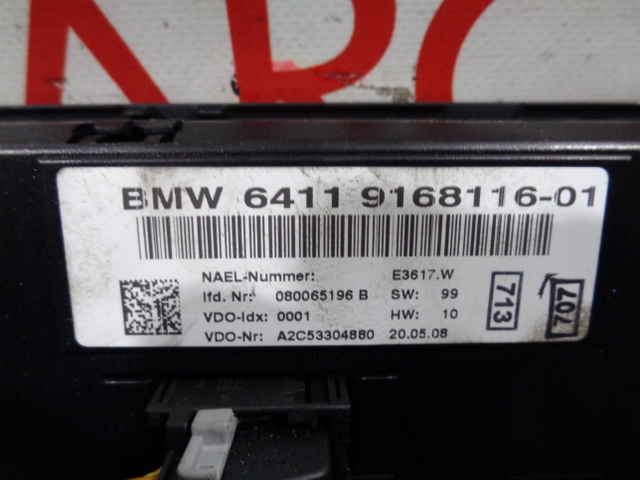 ARC
BMW 6411 9168116-01
NAEL-Nummer: E3617.W
lfd. Nr: 080065196 B SW: 99
VDO-Idx: 0001 HW: 10
VDO-Nr: A2C53304880 20.05.08
713
707